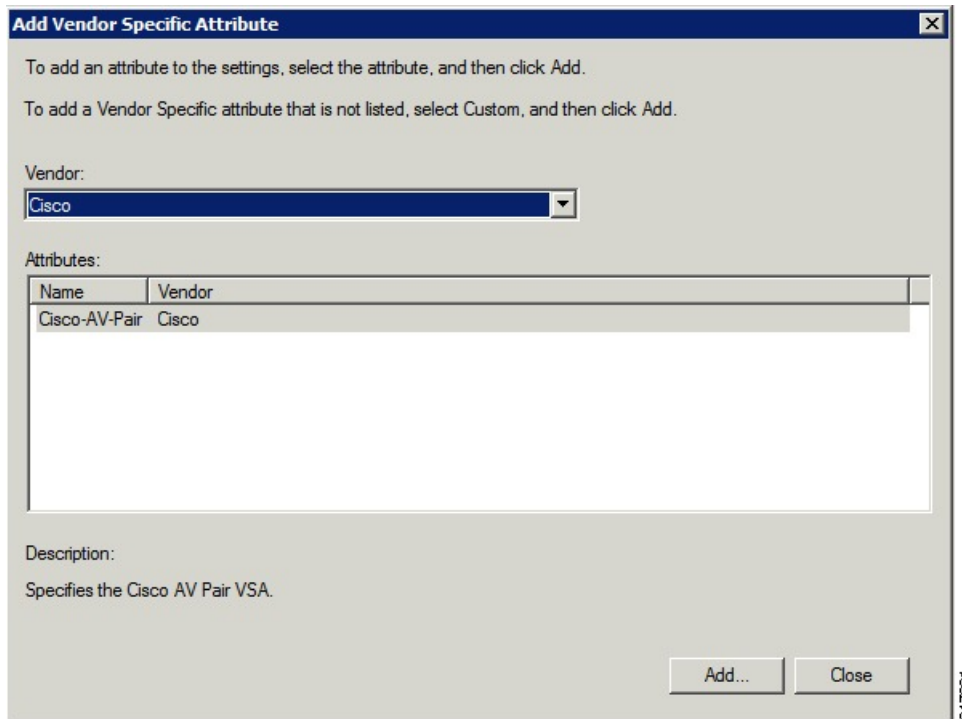 Add Vendor Specific Attribute
To add an attribute to the settings, select the attribute, and then click Add.
To add a Vendor Specific attribute that is not listed, select Custom, and then click Add.
Vendor:
Cisco
Attributes:
Name Vendor
Cisco-AV-Pair Cisco
Description:
Specifies the Cisco AV Pair VSA.
Add... Close